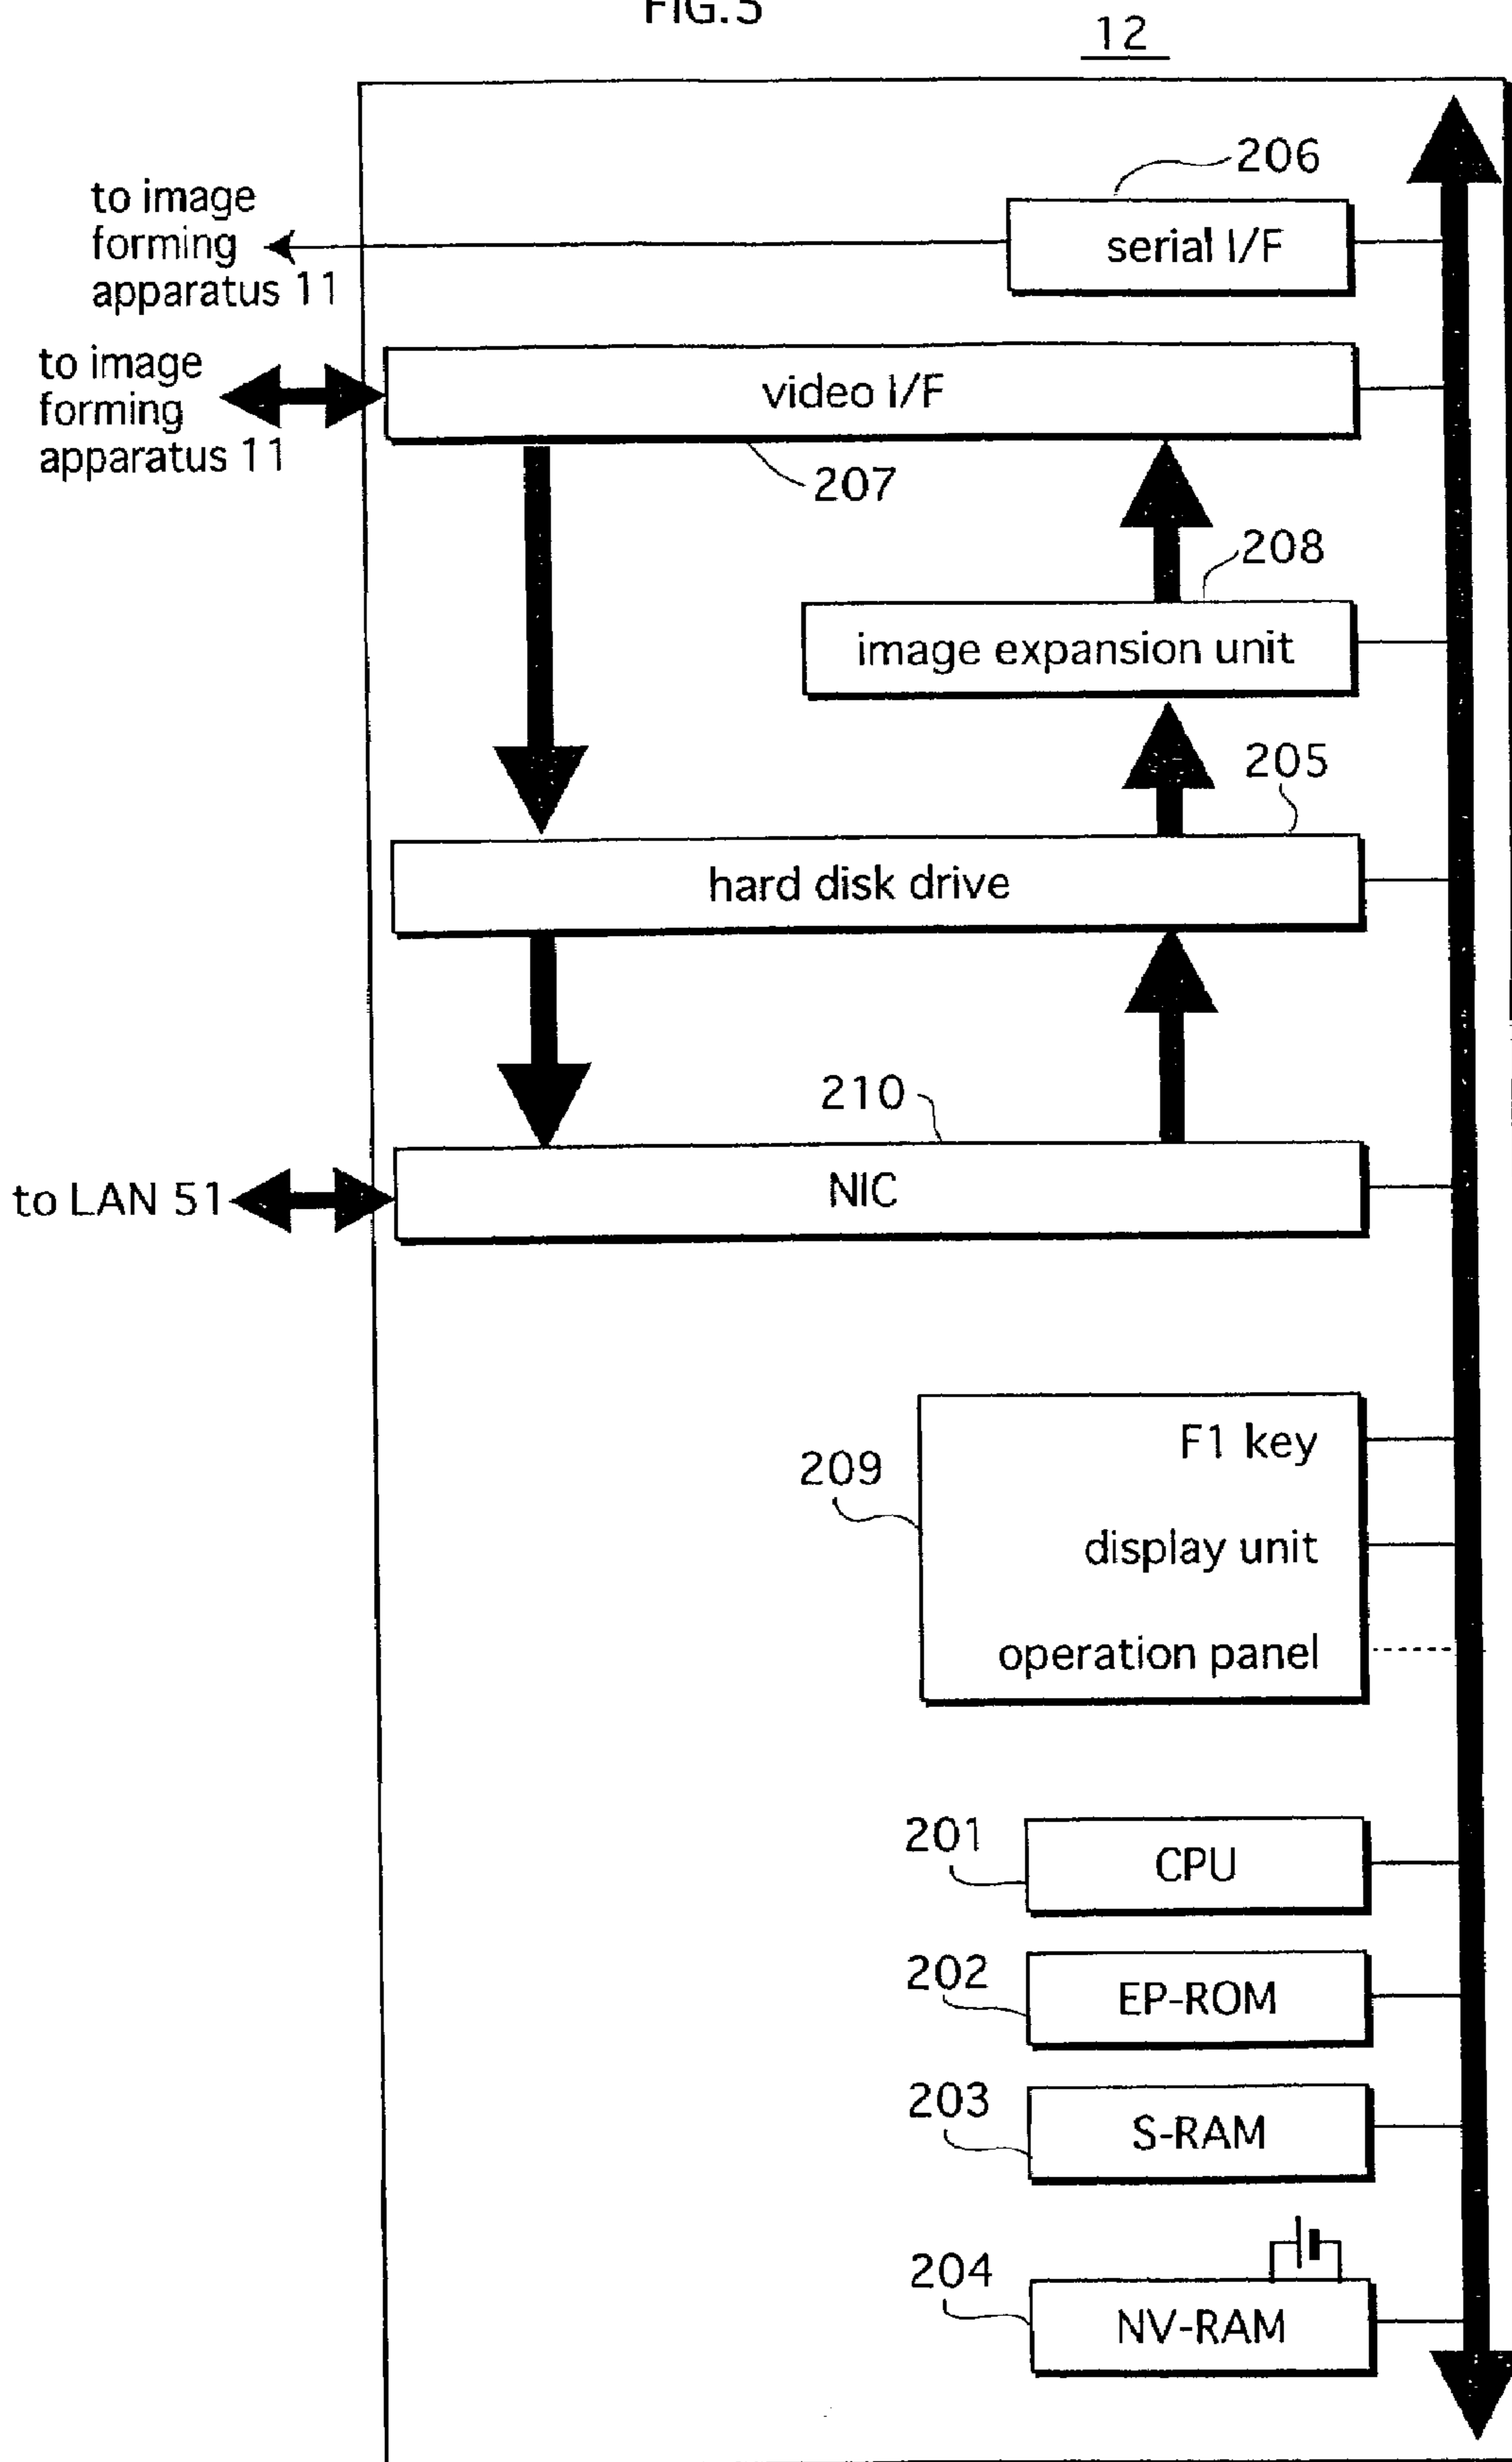 FIG.5
12
206
to image
forming
apparatus 11
serial I/F
to image
forming
apparatus 11
video I/F
207
208
image expansion unit
205
hard disk drive
210
to LAN 51
NIC
F1 key
209
display unit
operation panel
201
CPU
202
EP-ROM
203
S-RAM
204
NV-RAM